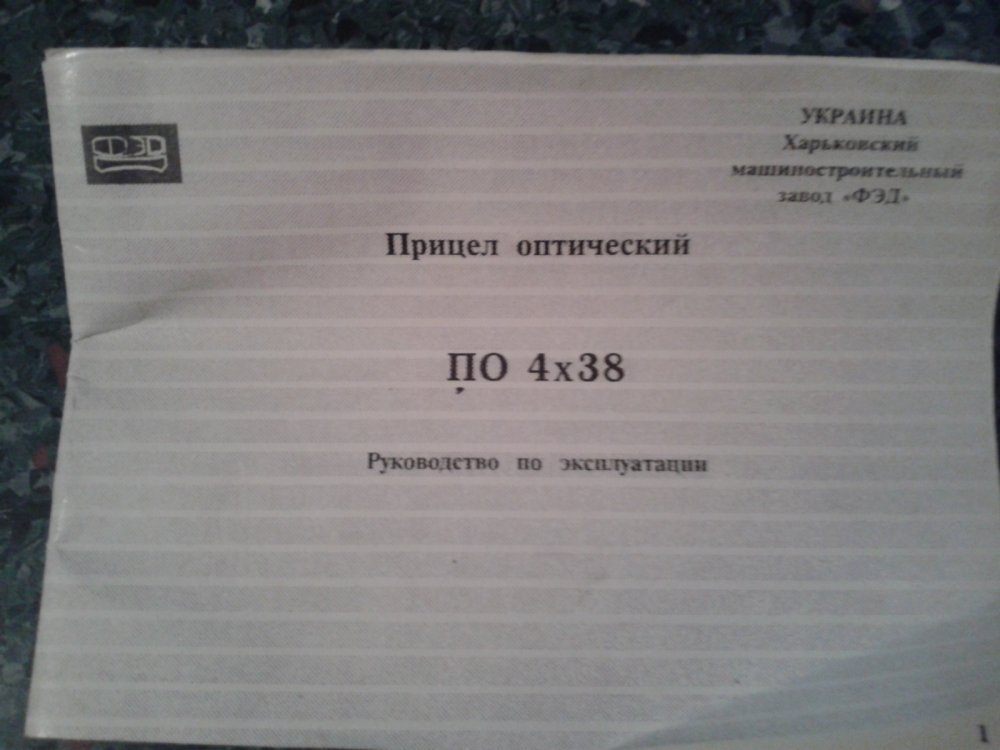 ФЭД
УКРАИНА
Харьковский
машиностроительный
завод «ФЭД»
Прицел оптический
ПО 4х38
Руководство по эксплуатации
1